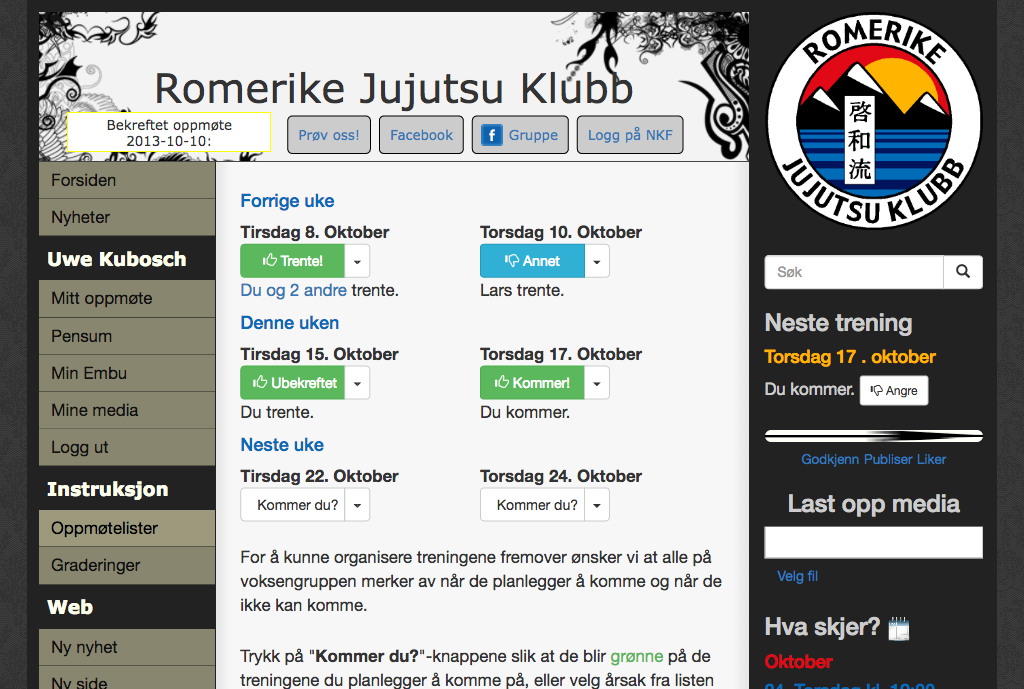 Romerike Jujutsu Klubb
Bekreftet oppmøte
2013-10-10:
Prøv oss!
Facebook
Gruppe
Logg på NKF
Forsiden
Nyheter
Uwe Kubosch
Mitt oppmøte
Pensum
Min Embu
Mine media
Logg ut
Instruksjon
Oppmøtelister
Graderinger
Web
Ny nyhet
Ny side
Forrige uke
Tirsdag 8. Oktober
Trente!
Du og 2 andre trente.
Torsdag 10. Oktober
Annet
Lars trente.
Denne uken
Tirsdag 15. Oktober
Ubekreftet
Du trente.
Torsdag 17. Oktober
Kommer!
Du kommer.
Neste uke
Tirsdag 22. Oktober
Kommer du?
Torsdag 24. Oktober
Kommer du?
For å kunne organisere treningene fremover ønsker vi at alle på
voksengruppen merker av når de planlegger å komme og når de
ikke kan komme.
Trykk på "Kommer du?"-knappene slik at de blir grønne på de
treningene du planlegger å komme på, eller velg årsak fra listen
ROMERIKE
啓和流
JUJUTSU KLUBB
Søk
Neste trening
Torsdag 17 . oktober
Du kommer.
Angre
Godkjenn Publiser Liker
Last opp media
Velg fil
Hva skjer?
Oktober
24. Torsdag kl. 19:00